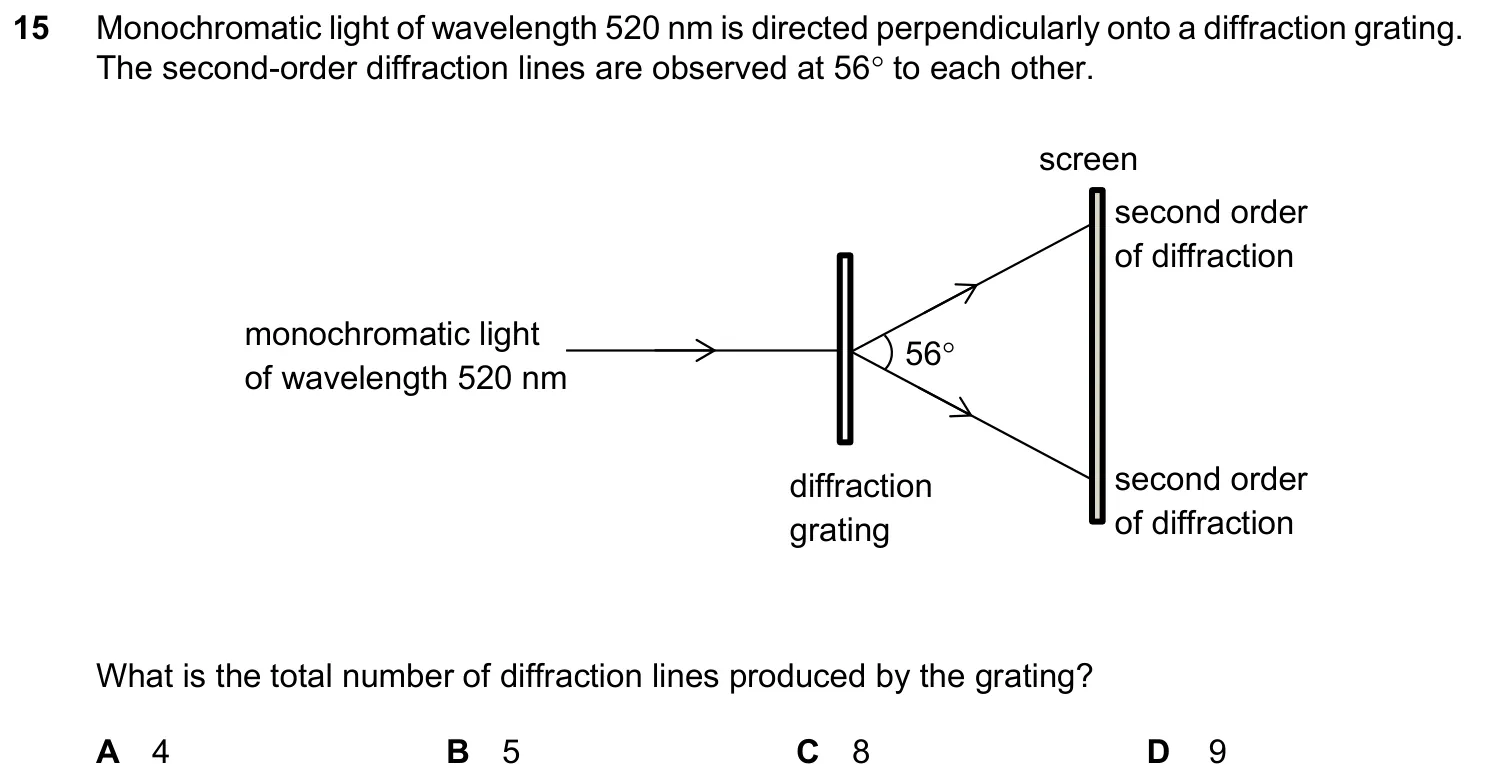 15 Monochromatic light of wavelength 520 nm is directed perpendicularly onto a diffraction grating.
The second-order diffraction lines are observed at 56° to each other.
screen
second order
of diffraction
monochromatic light
of wavelength 520 nm
56°
diffraction
grating
second order
of diffraction
What is the total number of diffraction lines produced by the grating?
A 4 B 5 C 8 D 9